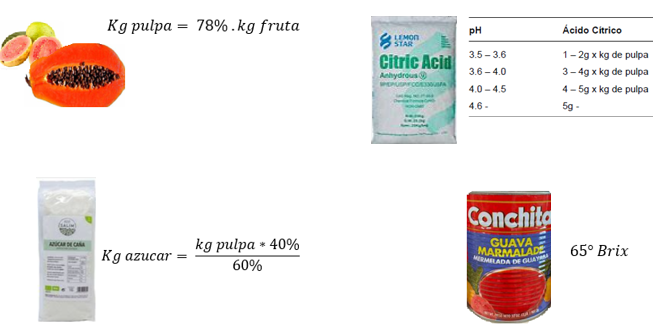 Kg pulpa = 78% . kg fruta
LEMON
STAR
Citric Acid
Anhydrous
pH Ácido Cítrico
3.5 – 3.6 1 – 2g x kg de pulpa
3.6 – 4.0 3 – 4g x kg de pulpa
4.0 – 4.5 4 – 5g x kg de pulpa
4.6 - 5g -
AZÚCAR DE CAÑA
Kg azucar = kg pulpa * 40%
60%
Conchita
GUAVA
MARMALADE
MERMELADA DE GUAYABA
65° Brix